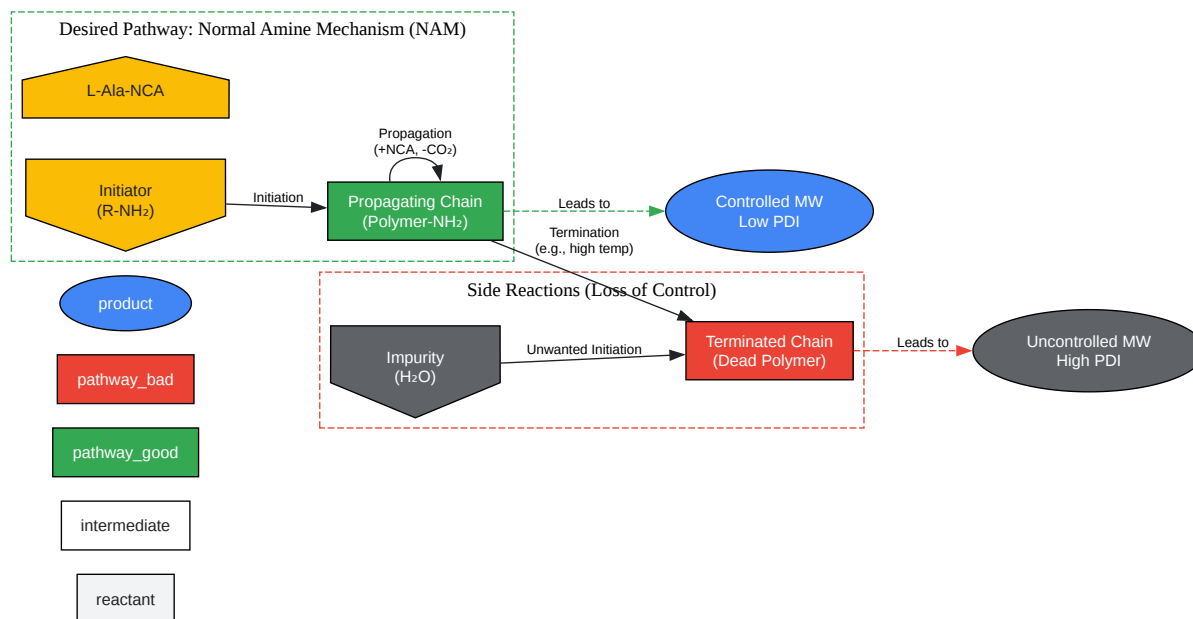 Desired Pathway: Normal Amine Mechanism (NAM)
L-Ala-NCA
Propagation
(+NCA, -CO₂)
Initiator
(R-NH₂)
Initiation
Propagating Chain
(Polymer-NH₂)
Leads to
Controlled MW
Low PDI
Termination
(e.g., high temp)
Side Reactions (Loss of Control)
product
Impurity
(H₂O)
Unwanted Initiation
Terminated Chain
(Dead Polymer)
Leads to
Uncontrolled MW
High PDI
pathway_bad
pathway_good
intermediate
reactant